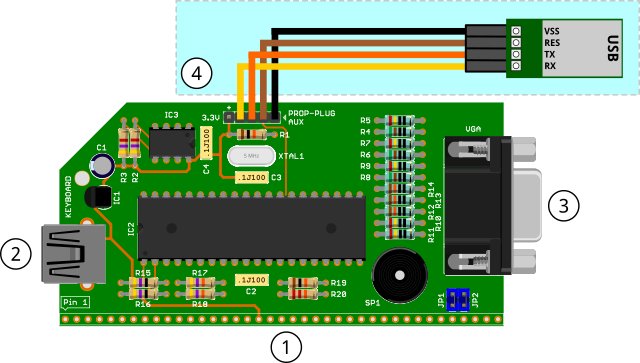 VSS
RES
TX
RX
USB
4
3.3V
+
PROP-PLUG
AUX
IC3
R1
.1J100
C4
5 MHz
XTAL1
.1J100
C3
C1
R3
R2
KEYBOARD
IC1
IC2
R5
R4
R7
R6
R9
R8
R14
R13
R12
R10
R11
VGA
3
2
R15
R16
R17
R18
.1J100
C2
R19
R20
SP1
JP1
JP2
Pin 1
1